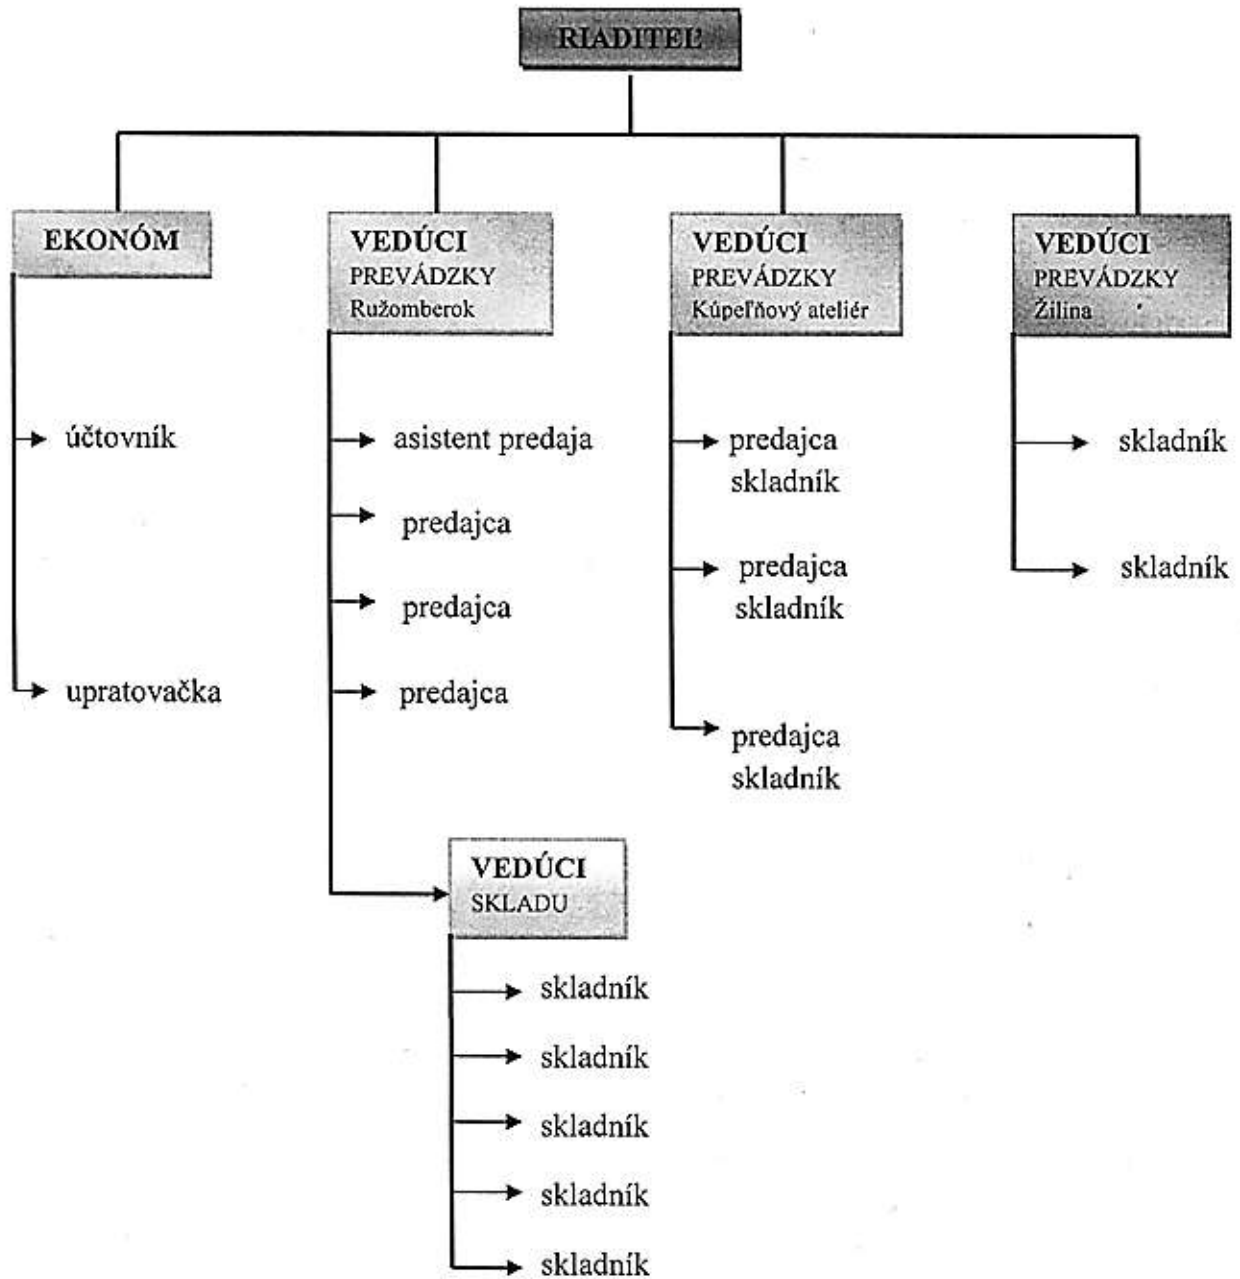 RIADITEĽ
EKONÓM
účtovník
upratovačka
VEDÚCI
PREVÁDZKY
Ružomberok
asistent predaja
predajca
predajca
predajca
VEDÚCI
SKLADU
skladník
skladník
skladník
skladník
skladník
VEDÚCI
PREVÁDZKY
Kúpeľňový ateliér
predajca
skladník
predajca
skladník
predajca
skladník
VEDÚCI
PREVÁDZKY
Žilina
skladník
skladník